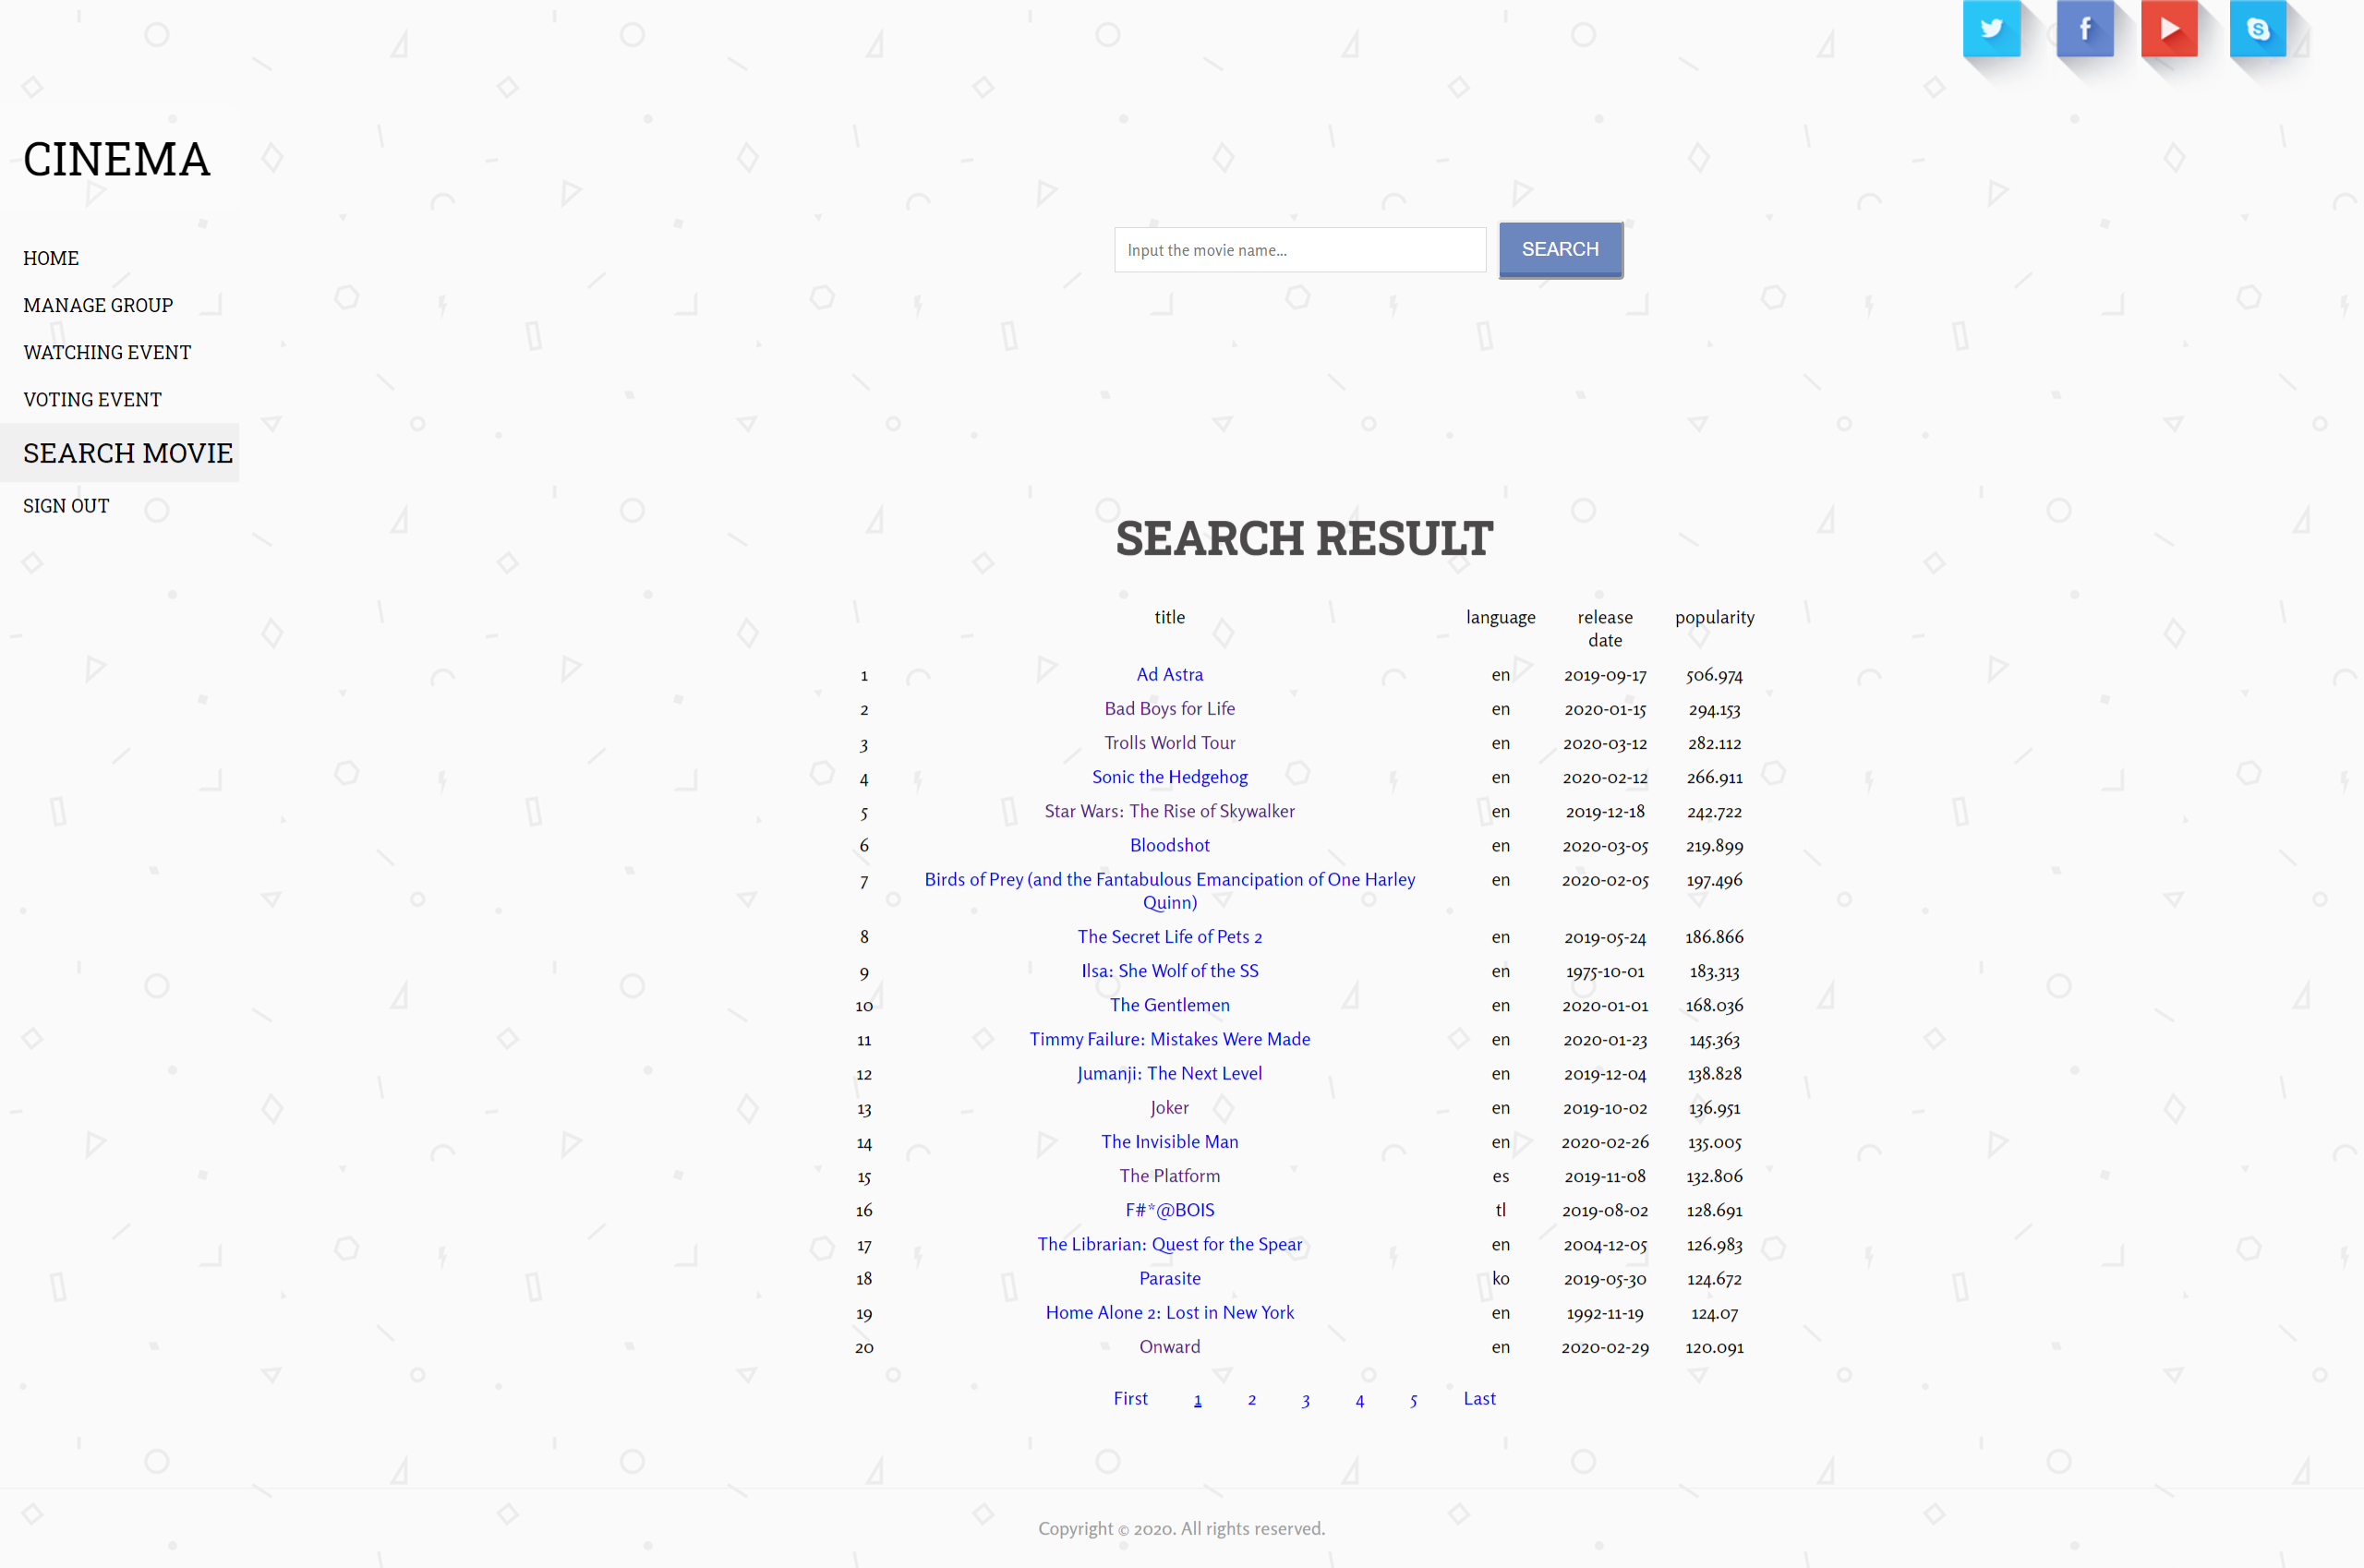 CINEMA
HOME
MANAGE GROUP
WATCHING EVENT
VOTING EVENT
SEARCH MOVIE
SIGN OUT
Input the movie name...
SEARCH
SEARCH RESULT
title language release date popularity
1 Ad Astra en 2019-09-17 506.974
2 Bad Boys for Life en 2020-01-15 294.153
3 Trolls World Tour en 2020-03-12 282.112
4 Sonic the Hedgehog en 2020-02-12 266.911
5 Star Wars: The Rise of Skywalker en 2019-12-18 242.722
6 Bloodshot en 2020-03-05 219.899
7 Birds of Prey (and the Fantabulous Emancipation of One Harley Quinn) en 2020-02-05 197.496
8 The Secret Life of Pets 2 en 2019-05-24 186.866
9 Ilsa: She Wolf of the SS en 1975-10-01 183.313
10 The Gentlemen en 2020-01-01 168.036
11 Timmy Failure: Mistakes Were Made en 2020-01-23 145.363
12 Jumanji: The Next Level en 2019-12-04 138.828
13 Joker en 2019-10-02 136.951
14 The Invisible Man en 2020-02-26 135.005
15 The Platform es 2019-11-08 132.806
16 F#*@BOIS tl 2019-08-02 128.691
17 The Librarian: Quest for the Spear en 2004-12-05 126.983
18 Parasite ko 2019-05-30 124.672
19 Home Alone 2: Lost in New York en 1992-11-19 124.07
20 Onward en 2020-02-29 120.091
First 1 2 3 4 5 Last
Copyright © 2020. All rights reserved.